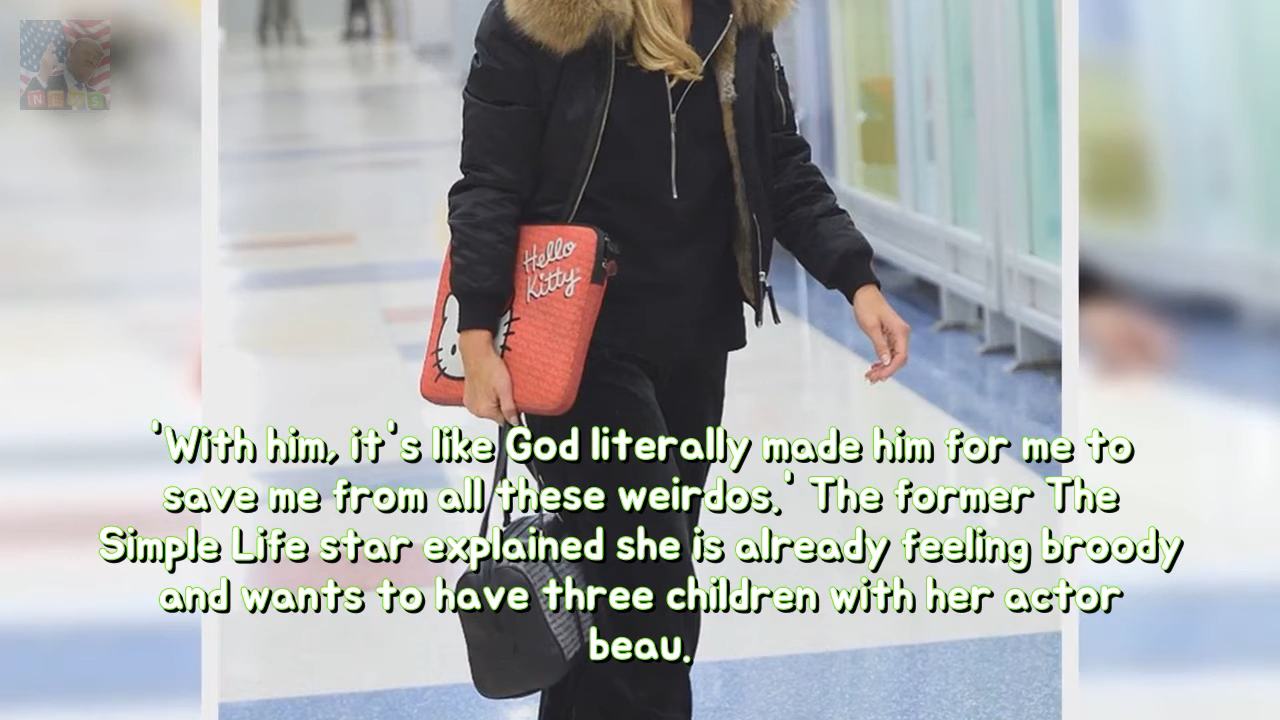 NEWS
Hello
Kitty
'With him, it's like God literally made him for me to
save me from all these weirdos.' The former The
Simple Life star explained she is already feeling broody
and wants to have three children with her actor
beau.